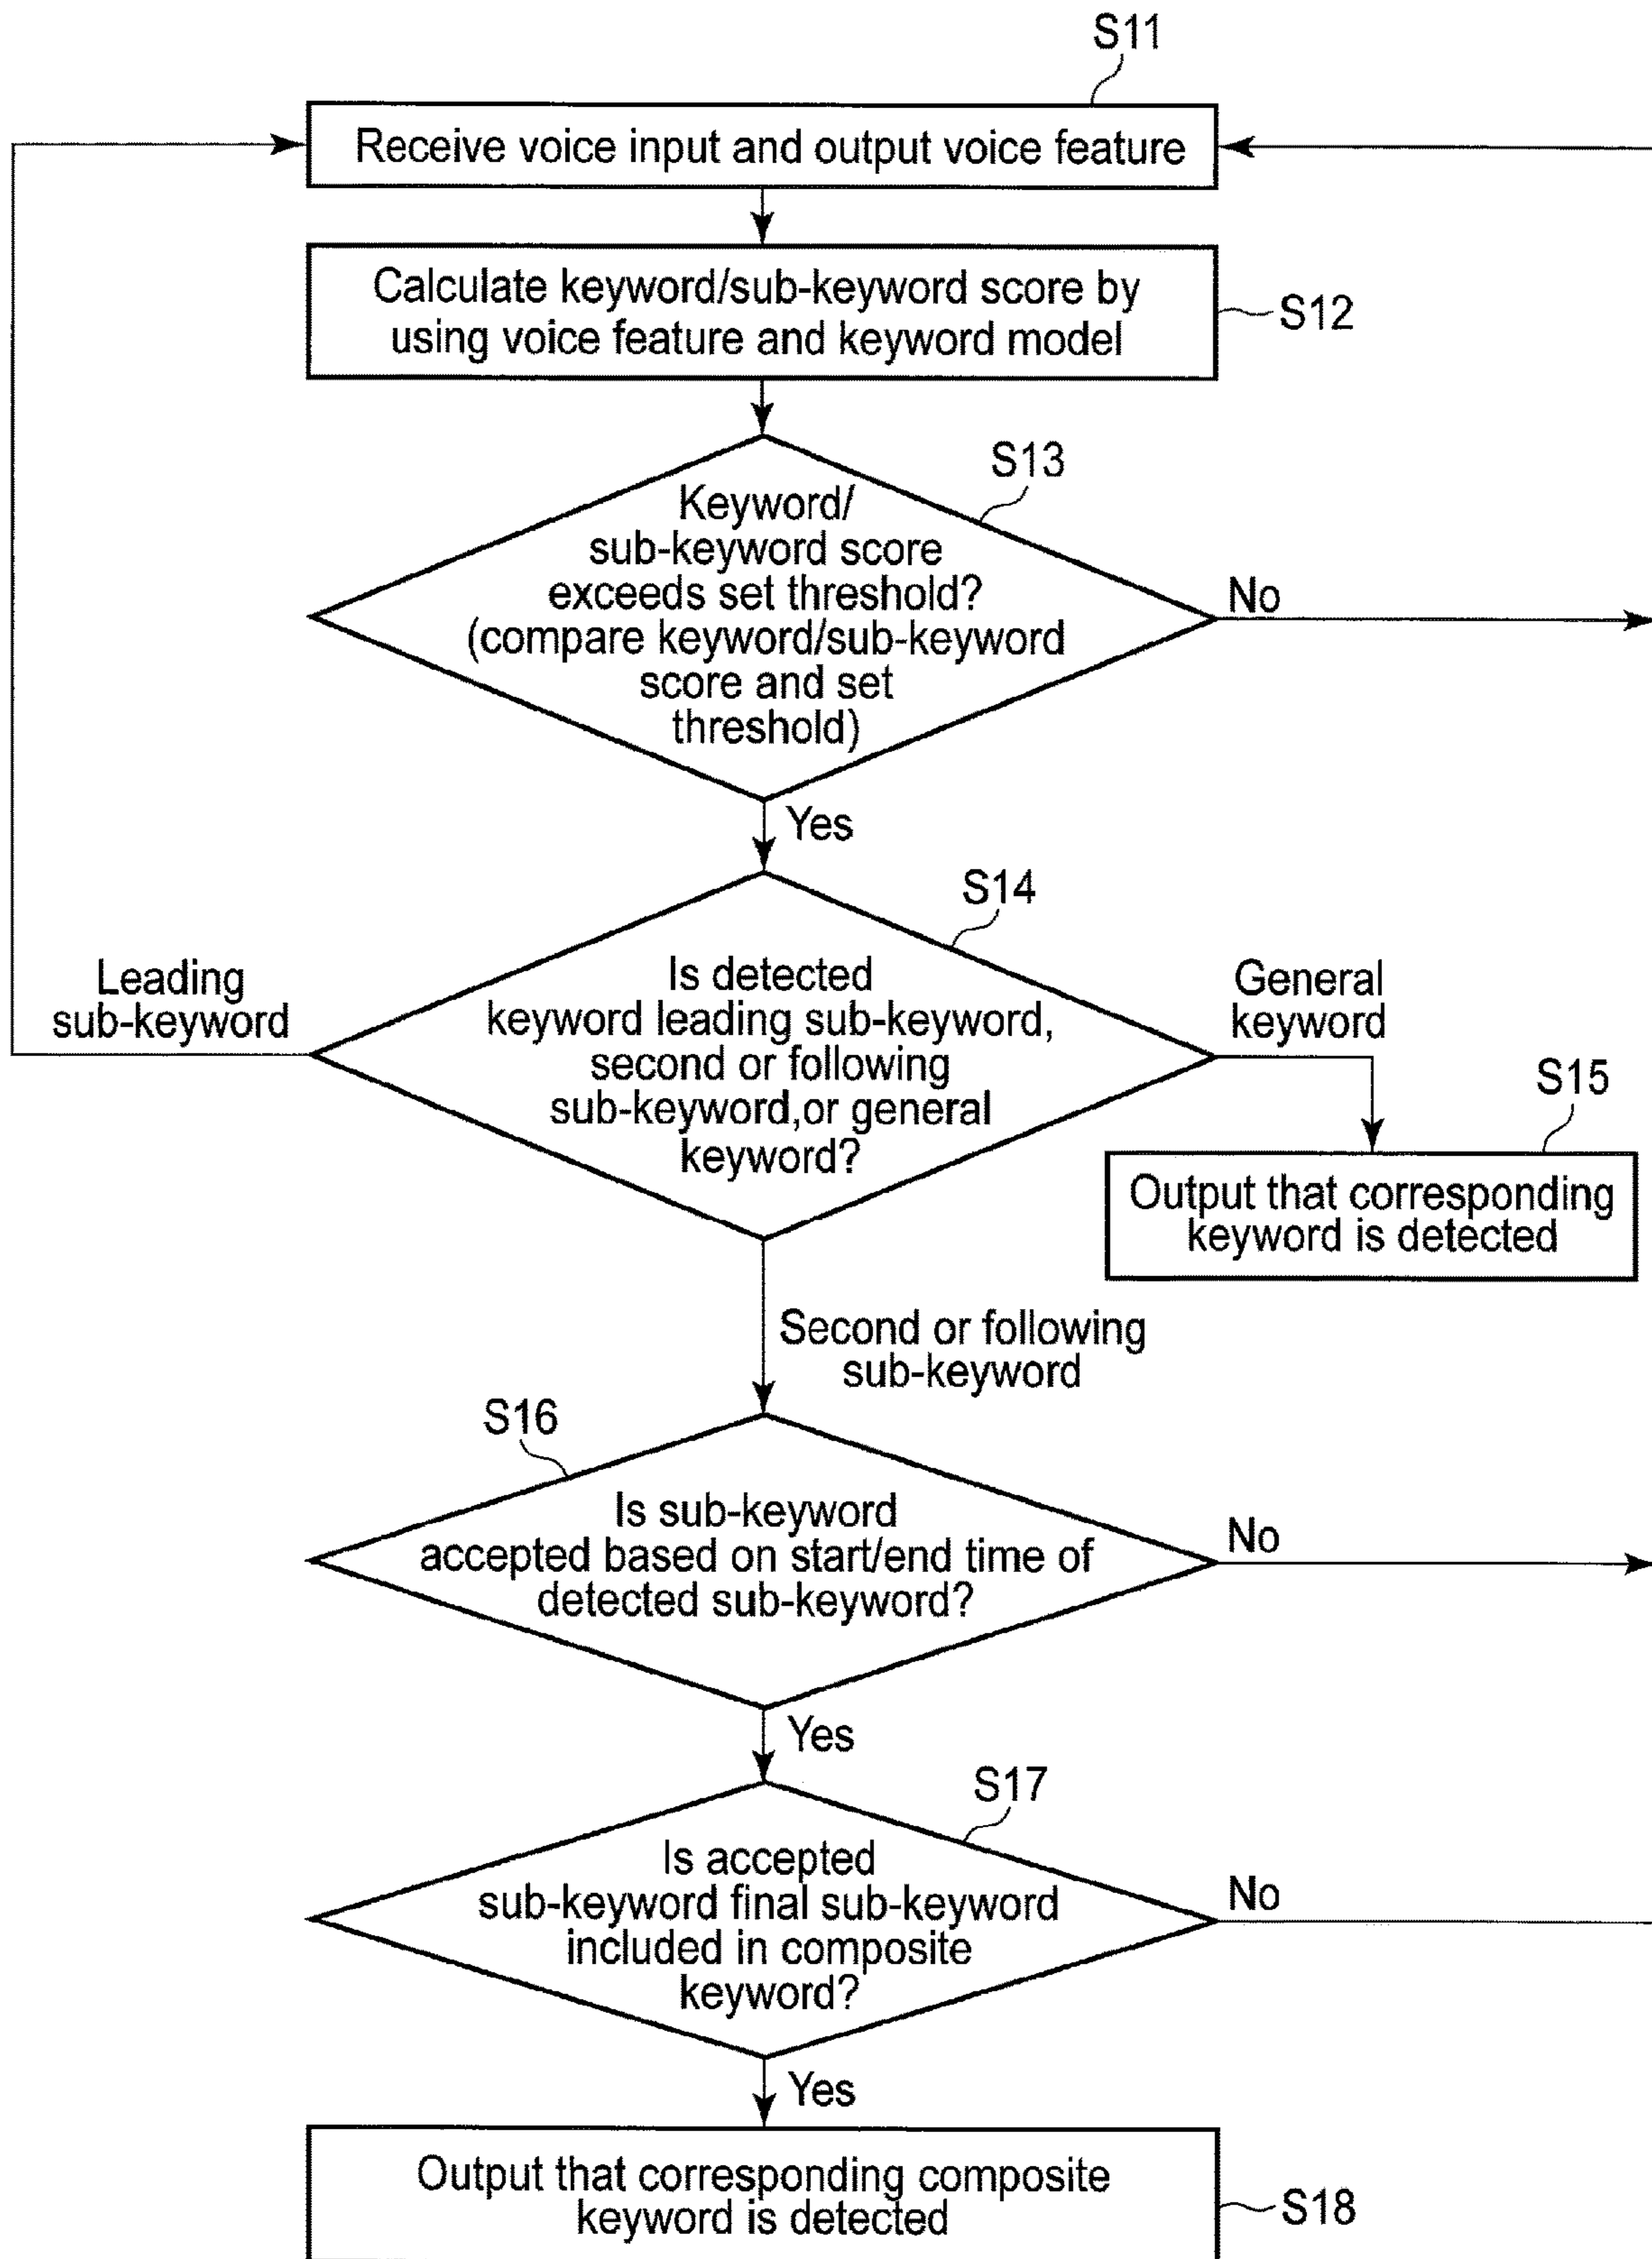 S11
Receive voice input and output voice feature
Calculate keyword/sub-keyword score by
using voice feature and keyword model
S12
S13
Keyword/
sub-keyword score
exceeds set threshold?
(compare keyword/sub-keyword
score and set
threshold)
No
Yes
S14
Leading
sub-keyword
Is detected
keyword leading sub-keyword,
second or following
sub-keyword,or general
keyword?
General
keyword
S15
Output that corresponding
keyword is detected
Second or following
sub-keyword
S16
Is sub-keyword
accepted based on start/end time of
detected sub-keyword?
No
Yes
S17
Is accepted
sub-keyword final sub-keyword
included in composite
keyword?
No
Yes
Output that corresponding composite
keyword is detected
S18